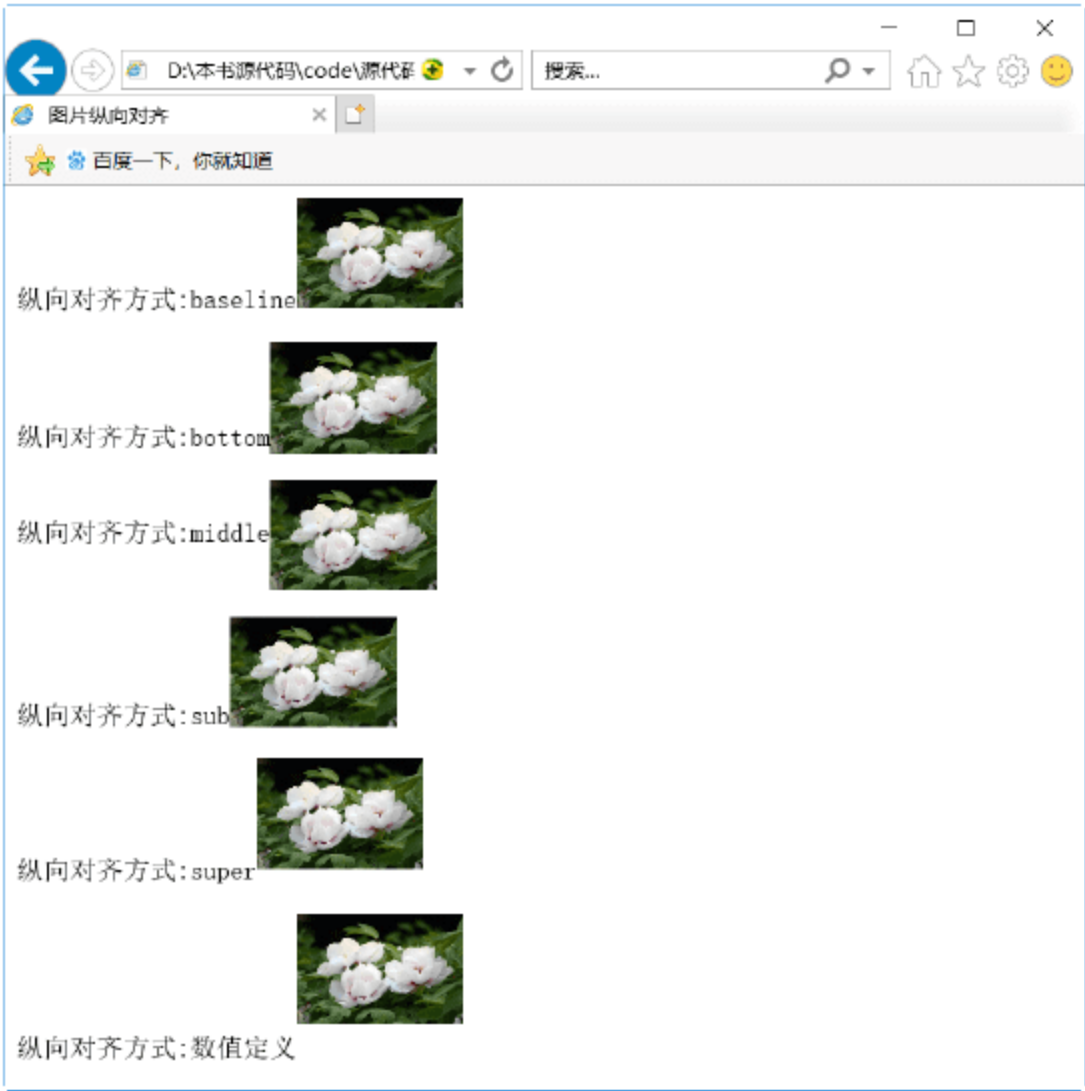 D:\本书源代码\code\源代码
搜索...
图片纵向对齐
百度一下，你就知道
纵向对齐方式:baseline
纵向对齐方式:bottom
纵向对齐方式:middle
纵向对齐方式:sub
纵向对齐方式:super
纵向对齐方式:数值定义